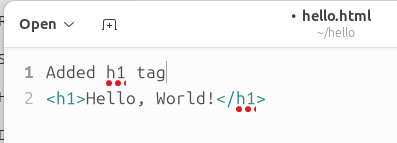 Open
• hello.html
~/hello
1 Added h1 tag
2 <h1>Hello, World!</h1>